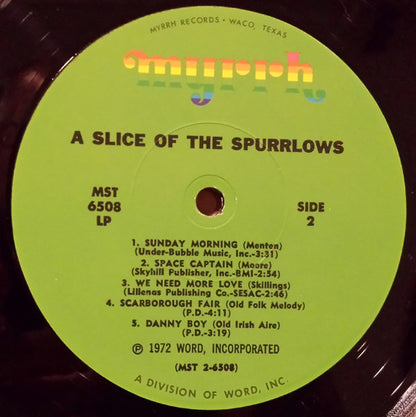 MYRRH RECORDS • WACO, TEXAS
myrrh
A SLICE OF THE SPURRLOWS
MST
6508
LP
SIDE
2
1. SUNDAY MORNING (Menten)
(Under-Bubble Music, Inc.-3:31)
2. SPACE CAPTAIN (Moore)
(Skyhill Publisher, Inc.-BMI-2:54)
3. WE NEED MORE LOVE (Skillings)
(Lillenas Publishing Co.-SESAC-2:46)
4. SCARBOROUGH FAIR (Old Folk Melody)
(P.D.-4:11)
5. DANNY BOY (Old Irish Aire)
(P.D.-3:19)
Ⓟ 1972 WORD, INCORPORATED
(MST 2-6508)
A DIVISION OF WORD, INC.